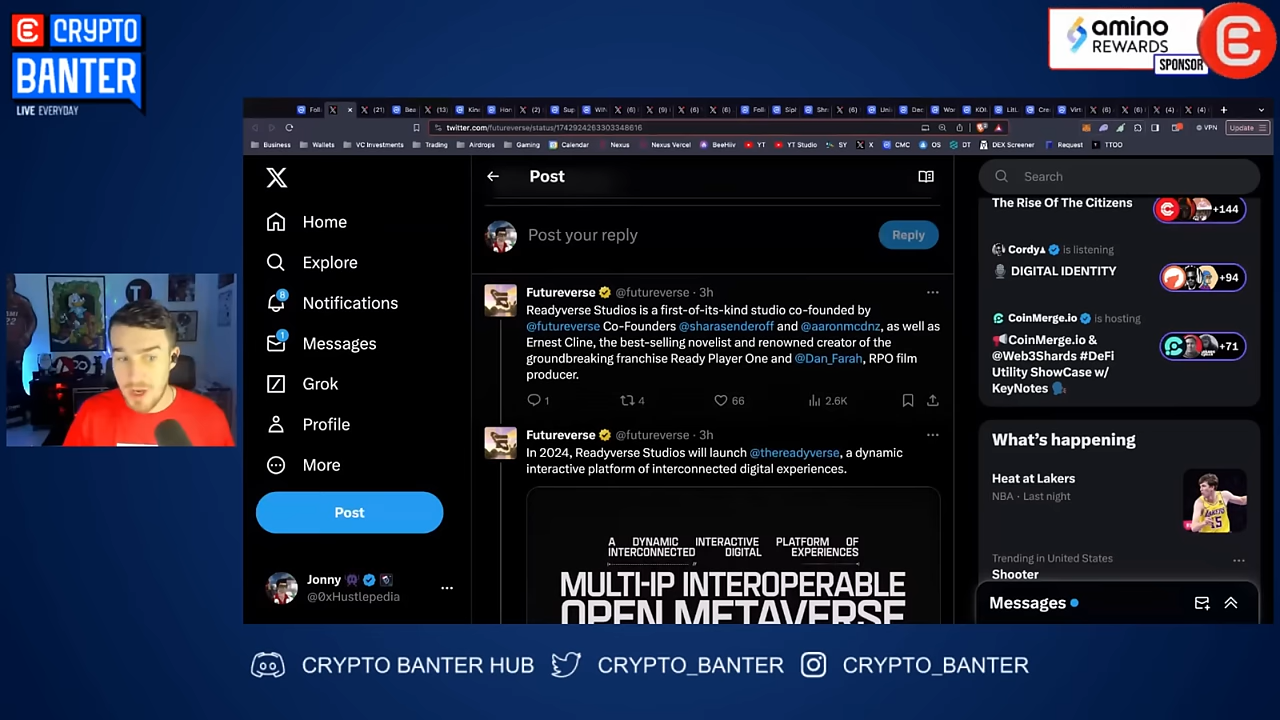 CRYPTO
BANTER
LIVE EVERYDAY
amino
REWARDS
SPONSOR
twitter.com/futureverse/status/1742924263303348616
VPN
Update
Business
Wallets
VC Investments
Trading
Airdrops
Gaming
Calendar
Nexus
Nexus Vercel
BeeHiiv
YT
YT Studio
SY
X
CMC
OS
DT
DEX Screener
Request
TTOO
Home
Explore
8
Notifications
1
Messages
Grok
Profile
More
Post
Jonny
@0xHustlepedia
Post
Post your reply
Reply
Futureverse @futureverse · 3h
Readyverse Studios is a first-of-its-kind studio co-founded by
@futureverse Co-Founders @sharasenderoff and @aaronmcdnz, as well as
Ernest Cline, the best-selling novelist and renowned creator of the
groundbreaking franchise Ready Player One and @Dan_Farah, RPO film
producer.
1
4
66
2.6K
Futureverse @futureverse · 3h
In 2024, Readyverse Studios will launch @thereadyverse, a dynamic
interactive platform of interconnected digital experiences.
A DYNAMIC INTERACTIVE PLATFORM OF
INTERCONNECTED DIGITAL EXPERIENCES
MULTI-IP INTEROPERABLE
OPEN METAVERSE
Search
The Rise Of The Citizens
+144
Cordy is listening
DIGITAL IDENTITY
+94
CoinMerge.io is hosting
CoinMerge.io &
@Web3Shards #DeFi
Utility ShowCase w/
KeyNotes
+71
What's happening
Heat at Lakers
NBA · Last night
Trending in United States
Shooter
Messages
CRYPTO BANTER HUB
CRYPTO_BANTER
CRYPTO_BANTER